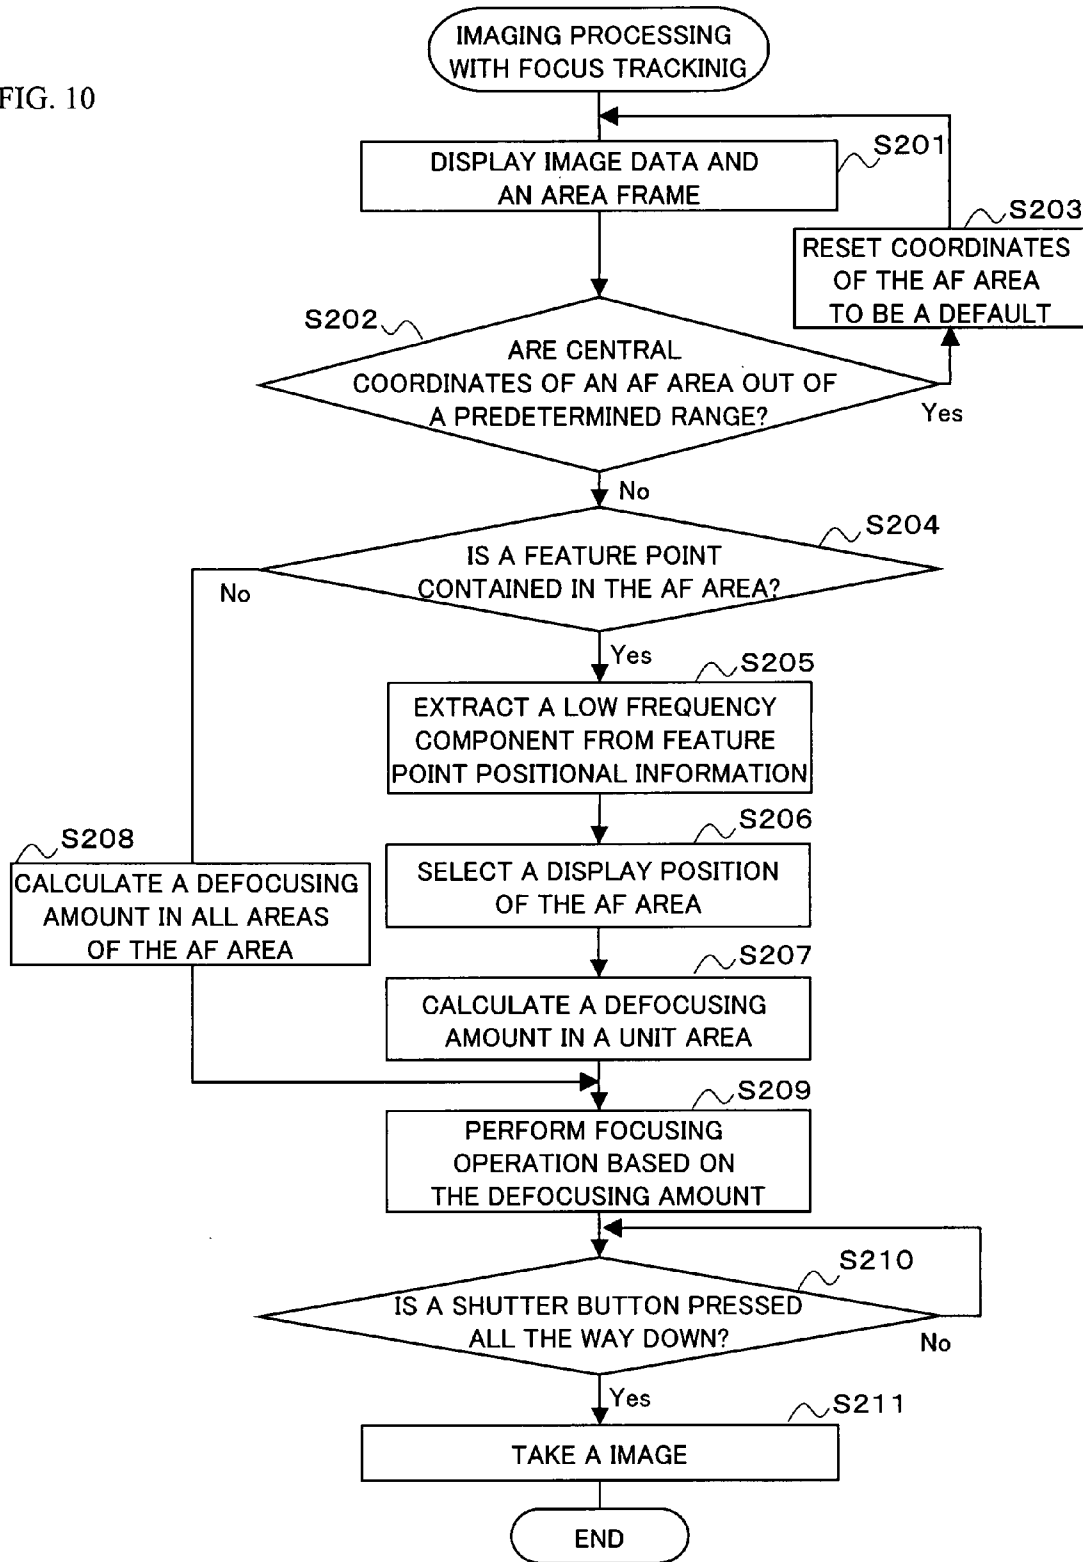 FIG. 10
IMAGING PROCESSING
WITH FOCUS TRACKINIG
S201
DISPLAY IMAGE DATA AND
AN AREA FRAME
S203
RESET COORDINATES
OF THE AF AREA
TO BE A DEFAULT
S202
ARE CENTRAL
COORDINATES OF AN AF AREA OUT OF
A PREDETERMINED RANGE?
Yes
No
S204
IS A FEATURE POINT
CONTAINED IN THE AF AREA?
No
Yes
S205
EXTRACT A LOW FREQUENCY
COMPONENT FROM FEATURE
POINT POSITIONAL INFORMATION
S206
SELECT A DISPLAY POSITION
OF THE AF AREA
S208
CALCULATE A DEFOCUSING
AMOUNT IN ALL AREAS
OF THE AF AREA
S207
CALCULATE A DEFOCUSING
AMOUNT IN A UNIT AREA
S209
PERFORM FOCUSING
OPERATION BASED ON
THE DEFOCUSING AMOUNT
S210
IS A SHUTTER BUTTON PRESSED
ALL THE WAY DOWN?
No
Yes
S211
TAKE A IMAGE
END